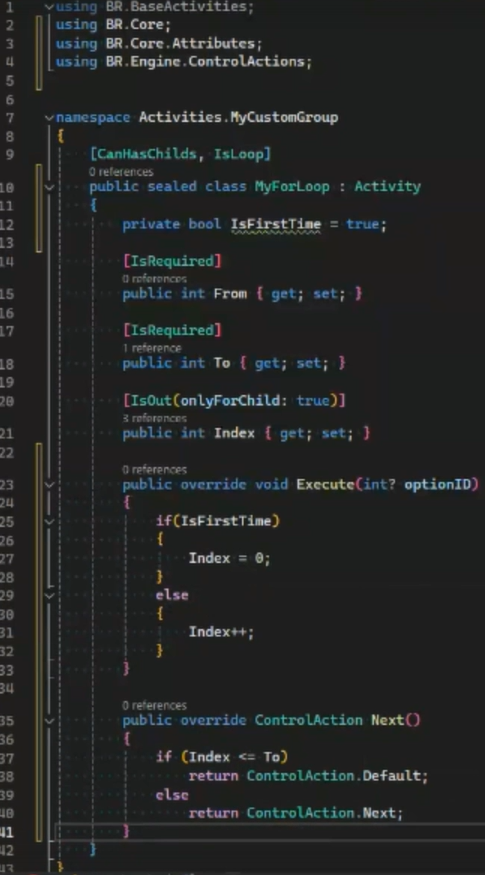 1 using BR.BaseActivities;
2 using BR.Core;
3 using BR.Core.Attributes;
4 using BR.Engine.ControlActions;
5
6
7 namespace Activities.MyCustomGroup
8 {
9 [CanHasChilds, IsLoop]
0 references
10 public sealed class MyForLoop : Activity
11 {
12 private bool IsFirstTime = true;
13
14 [IsRequired]
0 references
15 public int From { get; set; }
16
17 [IsRequired]
1 reference
18 public int To { get; set; }
19
20 [IsOut(onlyForChild: true)]
3 references
21 public int Index { get; set; }
22
0 references
23 public override void Execute(int? optionID)
24 {
25 if(IsFirstTime)
26 {
27 Index = 0;
28 }
29 else
30 {
31 Index++;
32 }
33 }
34
0 references
35 public override ControlAction Next()
36 {
37 if (Index <= To)
38 return ControlAction.Default;
39 else
40 return ControlAction.Next;
41 }
42 }
43 }